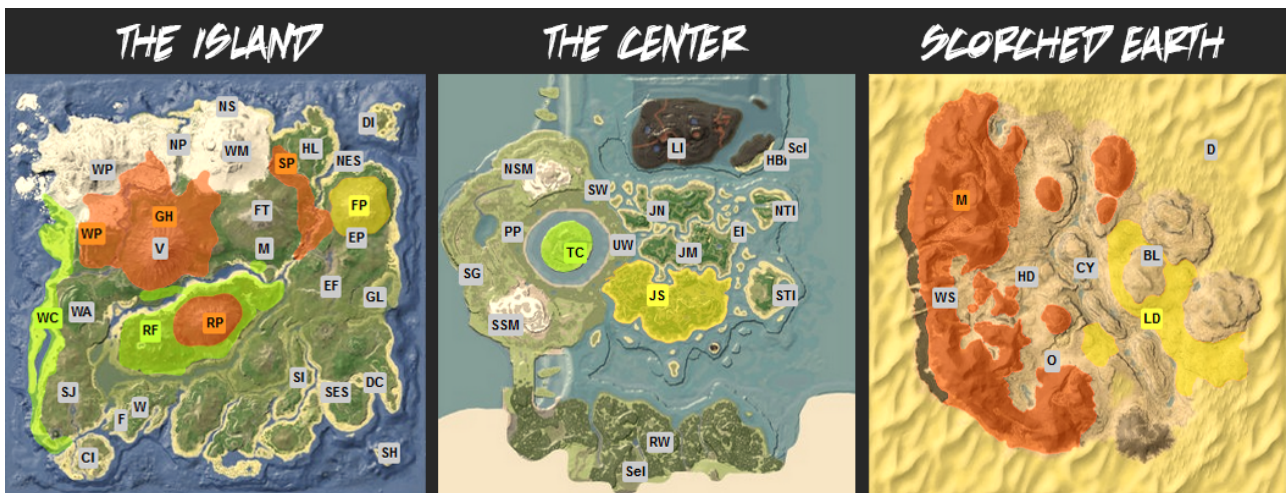 THE ISLAND
THE CENTER
SCORCHED EARTH
NS
DI
NP
WM
HL
SP
NES
WP
GH
FT
FP
WP
V
M
EP
EF
GL
WC
WA
RF
RP
SJ
F
W
SI
SES
DC
CI
SH
LI
HBi
ScI
NSM
SW
JN
NTI
PP
TC
UW
JM
EI
SG
JS
STI
SSM
RW
SeI
D
M
HD
CY
BL
WS
LD
O